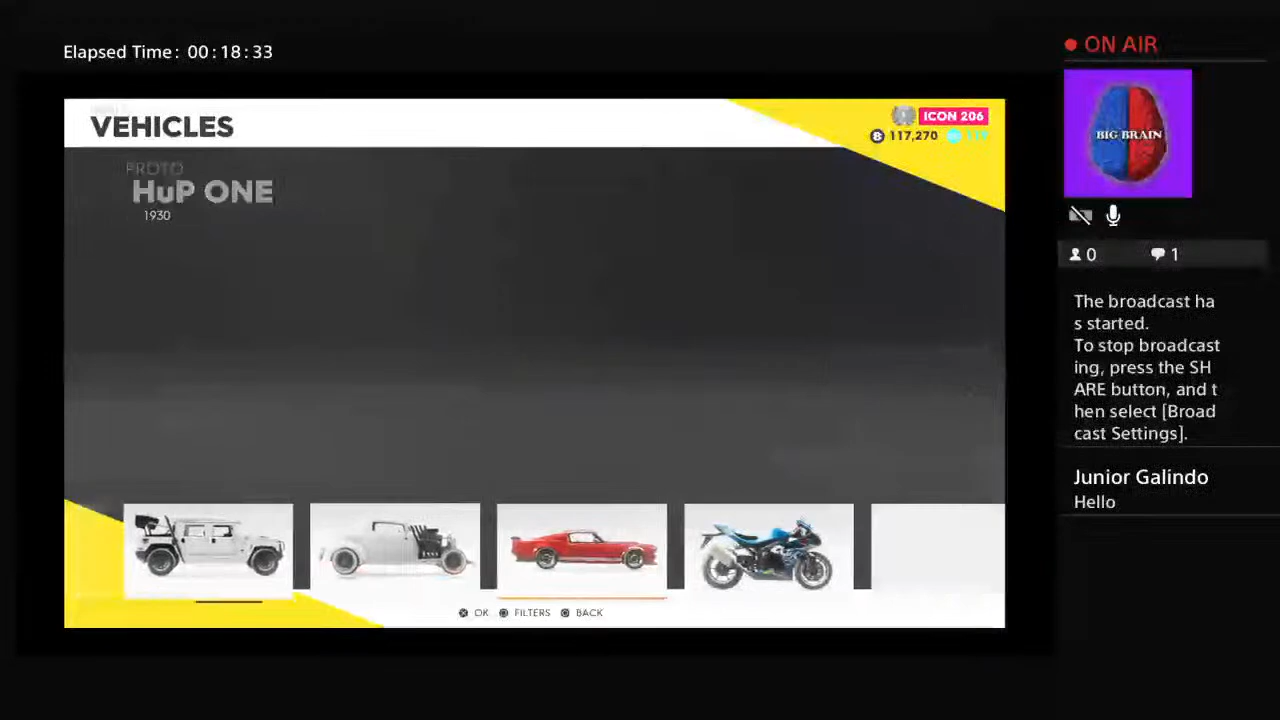 Elapsed Time: 00:18:33
ON AIR
BIG BRAIN
VEHICLES
ICON 206
117,270
PROTO
HuP ONE
1930
0 1
The broadcast ha
s started.
To stop broadcast
ing, press the SH
ARE button, and t
hen select [Broad
cast Settings].
Junior Galindo
Hello
OK FILTERS BACK